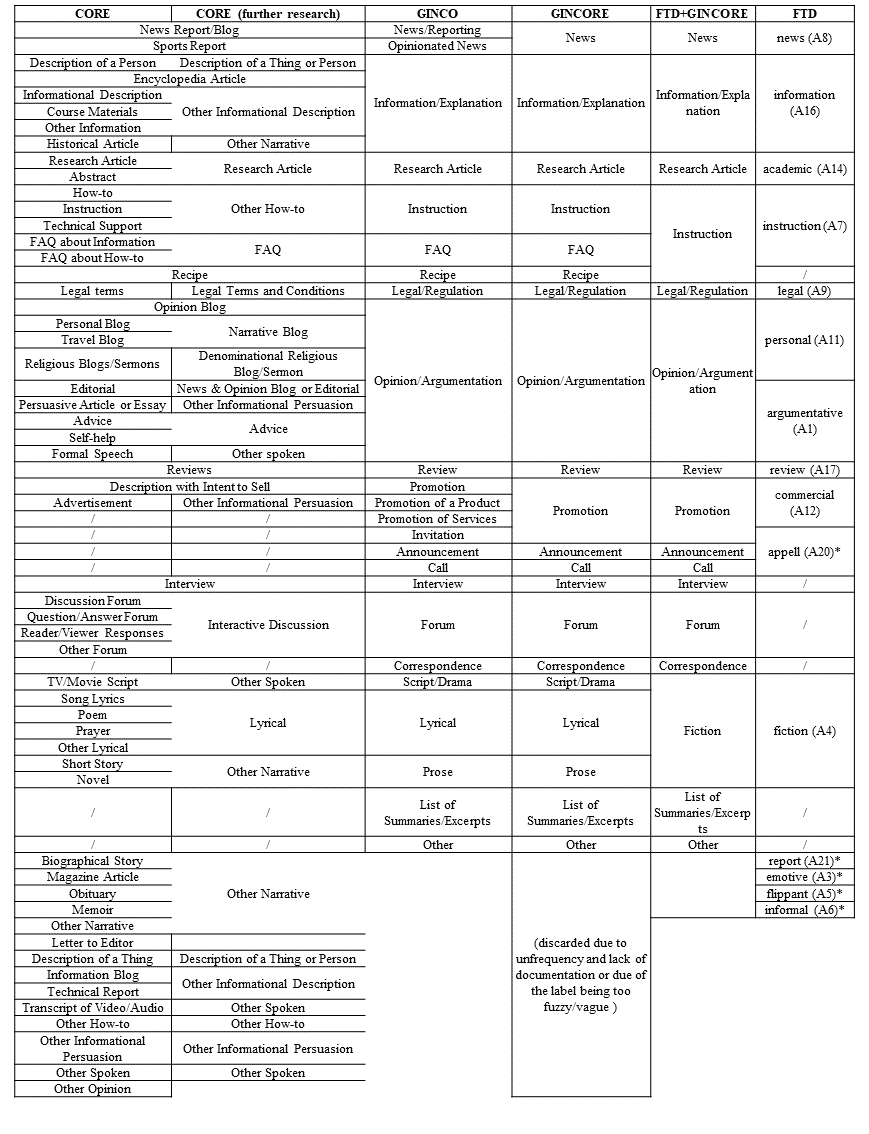 CORE CORE (further research) GINCO GINCORE FTD+GINCORE FTD
News Report/Blog News/Reporting News News news (A8)
Sports Report Opinionated News
Description of a Person Description of a Thing or Person Information/Explanation Information/Explanation Information/Expla
nation information
(A16)
Encyclopedia Article
Informational Description Other Informational Description
Course Materials
Other Information
Historical Article Other Narrative
Research Article Research Article Research Article Research Article Research Article academic (A14)
Abstract
How-to Other How-to Instruction Instruction Instruction instruction (A7)
Instruction
Technical Support
FAQ about Information FAQ FAQ FAQ
FAQ about How-to
Recipe Recipe Recipe /
Legal terms Legal Terms and Conditions Legal/Regulation Legal/Regulation Legal/Regulation legal (A9)
Opinion Blog Opinion/Argumentation Opinion/Argumentation Opinion/Argument
ation personal (A11)
Personal Blog Narrative Blog
Travel Blog
Religious Blogs/Sermons Denominational Religious
Blog/Sermon
Editorial News & Opinion Blog or Editorial argumentative
(A1)
Persuasive Article or Essay Other Informational Persuasion
Advice Advice
Self-help
Formal Speech Other spoken
Reviews Review Review Review review (A17)
Description with Intent to Sell Promotion Promotion Promotion commercial
(A12)
Advertisement Other Informational Persuasion Promotion of a Product
/ / Promotion of Services
/ / Invitation appell (A20)*
/ / Announcement Announcement Announcement
/ / Call Call Call
Interview Interview Interview Interview /
Discussion Forum Interactive Discussion Forum Forum Forum /
Question/Answer Forum
Reader/Viewer Responses
Other Forum
/ / Correspondence Correspondence Correspondence /
TV/Movie Script Other Spoken Script/Drama Script/Drama Fiction fiction (A4)
Song Lyrics Lyrical Lyrical Lyrical
Poem
Prayer
Other Lyrical
Short Story Other Narrative Prose Prose
Novel
/ / List of
Summaries/Excerpts List of
Summaries/Excerpts List of
Summaries/Excerp
ts /
/ / Other Other Other /
Biographical Story Other Narrative report (A21)*
Magazine Article emotive (A3)*
Obituary flippant (A5)*
Memoir informal (A6)*
Other Narrative
Letter to Editor (discarded due to
unfrequency and lack of
documentation or due of
the label being too
fuzzy/vague )
Description of a Thing Description of a Thing or Person
Information Blog Other Informational Description
Technical Report
Transcript of Video/Audio Other Spoken
Other How-to Other How-to
Other Informational
Persuasion Other Informational Persuasion
Other Spoken Other Spoken
Other Opinion